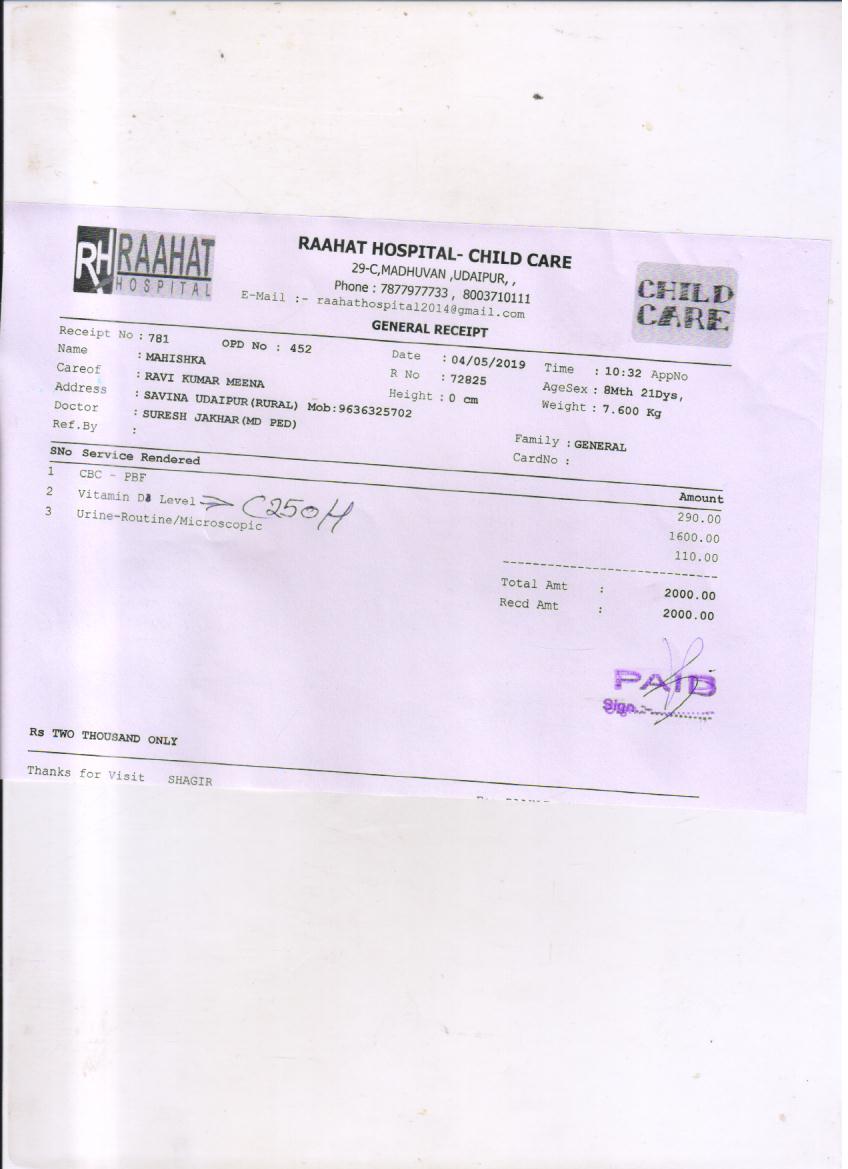 RH RAAHAT
HOSPITAL
RAAHAT HOSPITAL- CHILD CARE
29-C,MADHUVAN ,UDAIPUR, ,
Phone : 7877977733 , 8003710111
E-Mail :- raahathospital2014@gmail.com
CHILD
CARE
GENERAL RECEIPT
Receipt No : 781 OPD No : 452 Date : 04/05/2019 Time : 10:32 AppNo
Name : MAHISHKA R No : 72825 AgeSex : 8Mth 21Dys,
Careof : RAVI KUMAR MEENA Height : 0 cm Weight : 7.600 Kg
Address : SAVINA UDAIPUR(RURAL) Mob:9636325702
Doctor : SURESH JAKHAR(MD PED) Family : GENERAL
Ref.By : CardNo :
SNo Service Rendered Amount
1 CBC - PBF 290.00
2 Vitamin D Level → C250H 1600.00
3 Urine-Routine/Microscopic 110.00
Total Amt : 2000.00
Recd Amt : 2000.00
PAID
Sign.:-
Rs TWO THOUSAND ONLY
Thanks for Visit SHAGIR